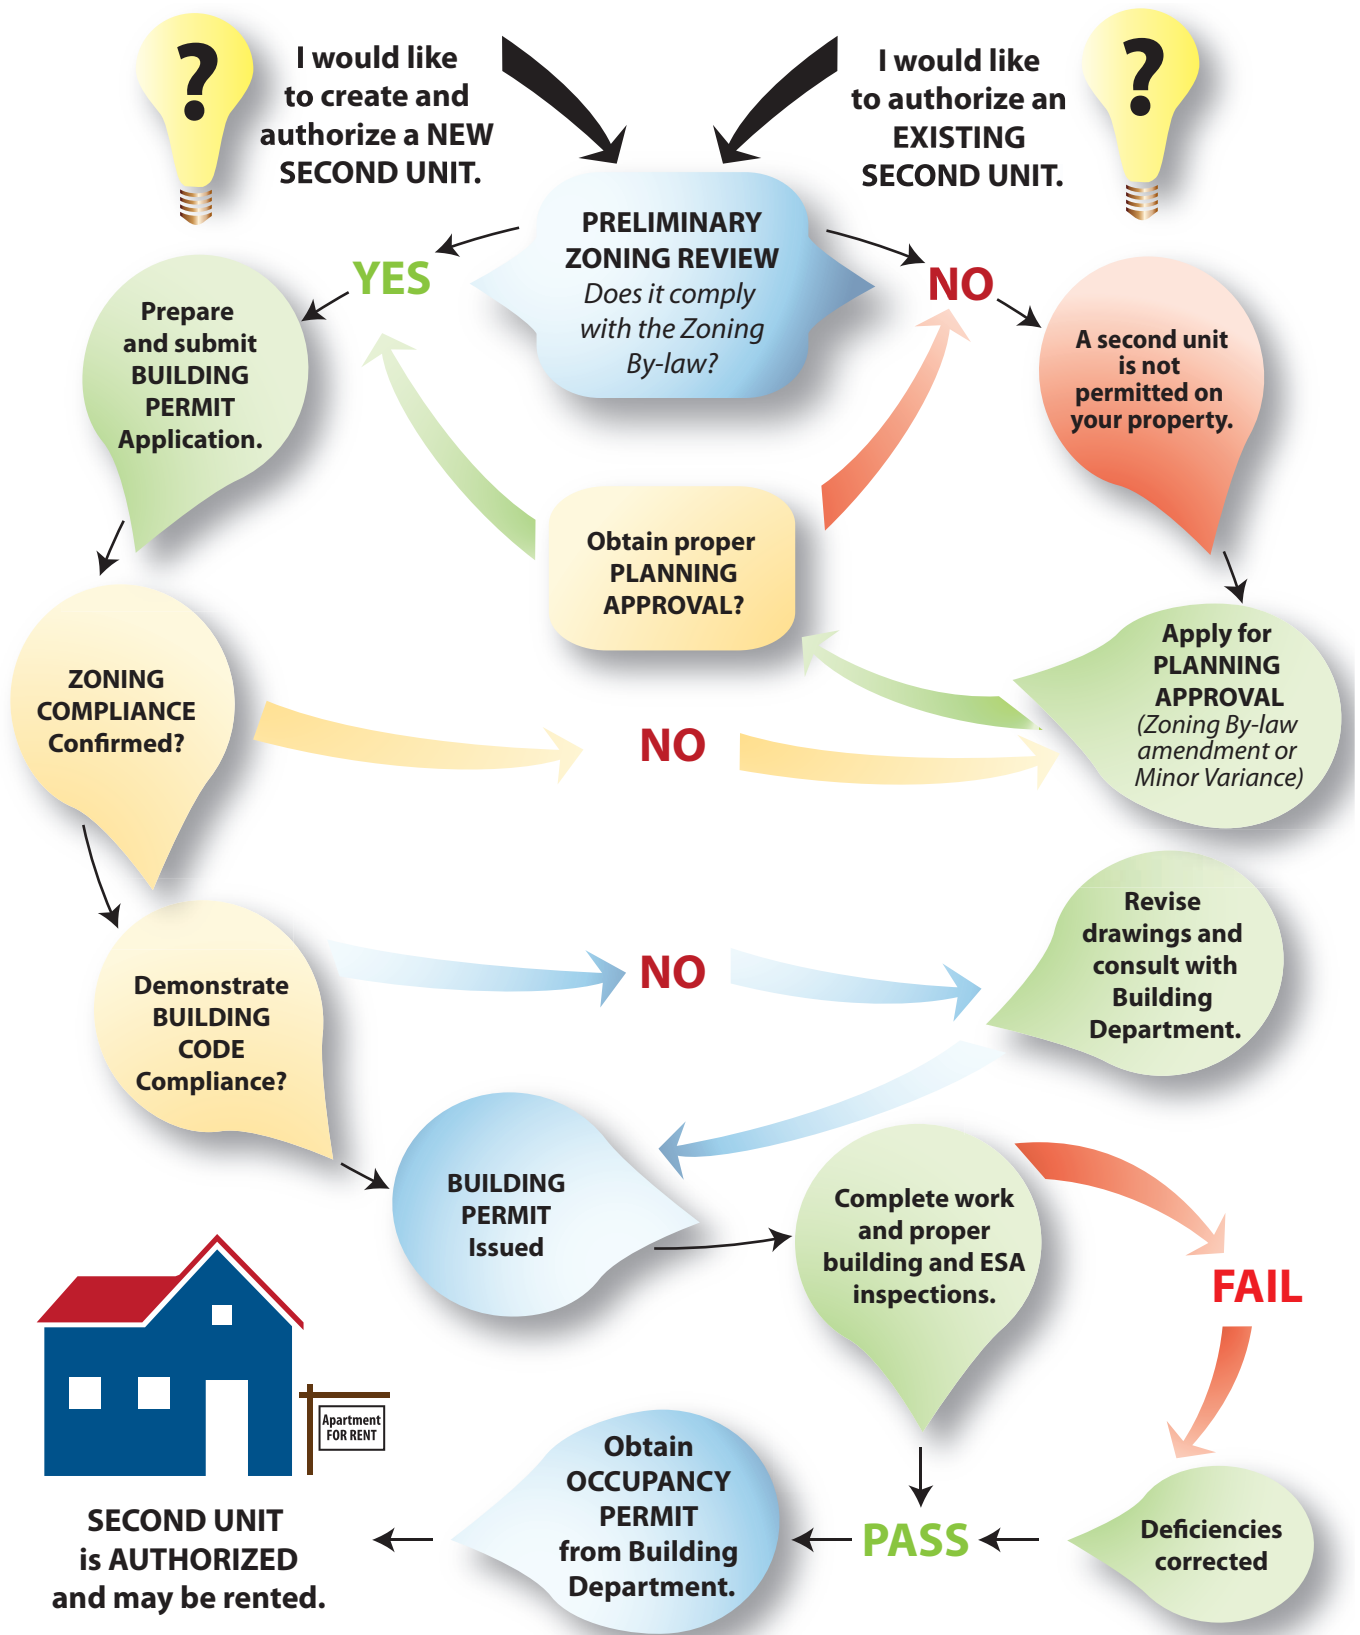 ?
I would like
to create and
authorize a NEW
SECOND UNIT.
I would like
to authorize an
EXISTING
SECOND UNIT.
?
PRELIMINARY
ZONING REVIEW
Does it comply
with the Zoning
By-law?
YES
NO
Prepare
and submit
BUILDING
PERMIT
Application.
A second unit
is not
permitted on
your property.
Obtain proper
PLANNING
APPROVAL?
Apply for
PLANNING
APPROVAL
(Zoning By-law
amendment or
Minor Variance)
ZONING
COMPLIANCE
Confirmed?
NO
Demonstrate
BUILDING
CODE
Compliance?
NO
Revise
drawings and
consult with
Building
Department.
BUILDING
PERMIT
Issued
Complete work
and proper
building and ESA
inspections.
FAIL
Deficiencies
corrected
PASS
Obtain
OCCUPANCY
PERMIT
from Building
Department.
Apartment
FOR RENT
SECOND UNIT
is AUTHORIZED
and may be rented.